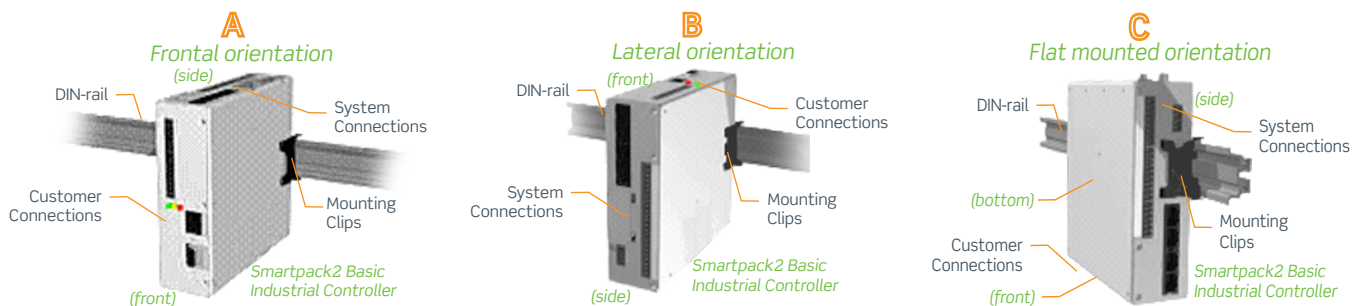 A
Frontal orientation
(side)
DIN-rail
System
Connections
Customer
Connections
Mounting
Clips
Smartpack2 Basic
Industrial Controller
(front)
B
Lateral orientation
(front)
DIN-rail
Customer
Connections
System
Connections
Mounting
Clips
Smartpack2 Basic
Industrial Controller
(side)
C
Flat mounted orientation
DIN-rail
(side)
System
Connections
(bottom)
Mounting
Clips
Customer
Connections
(front)
Smartpack2 Basic
Industrial Controller